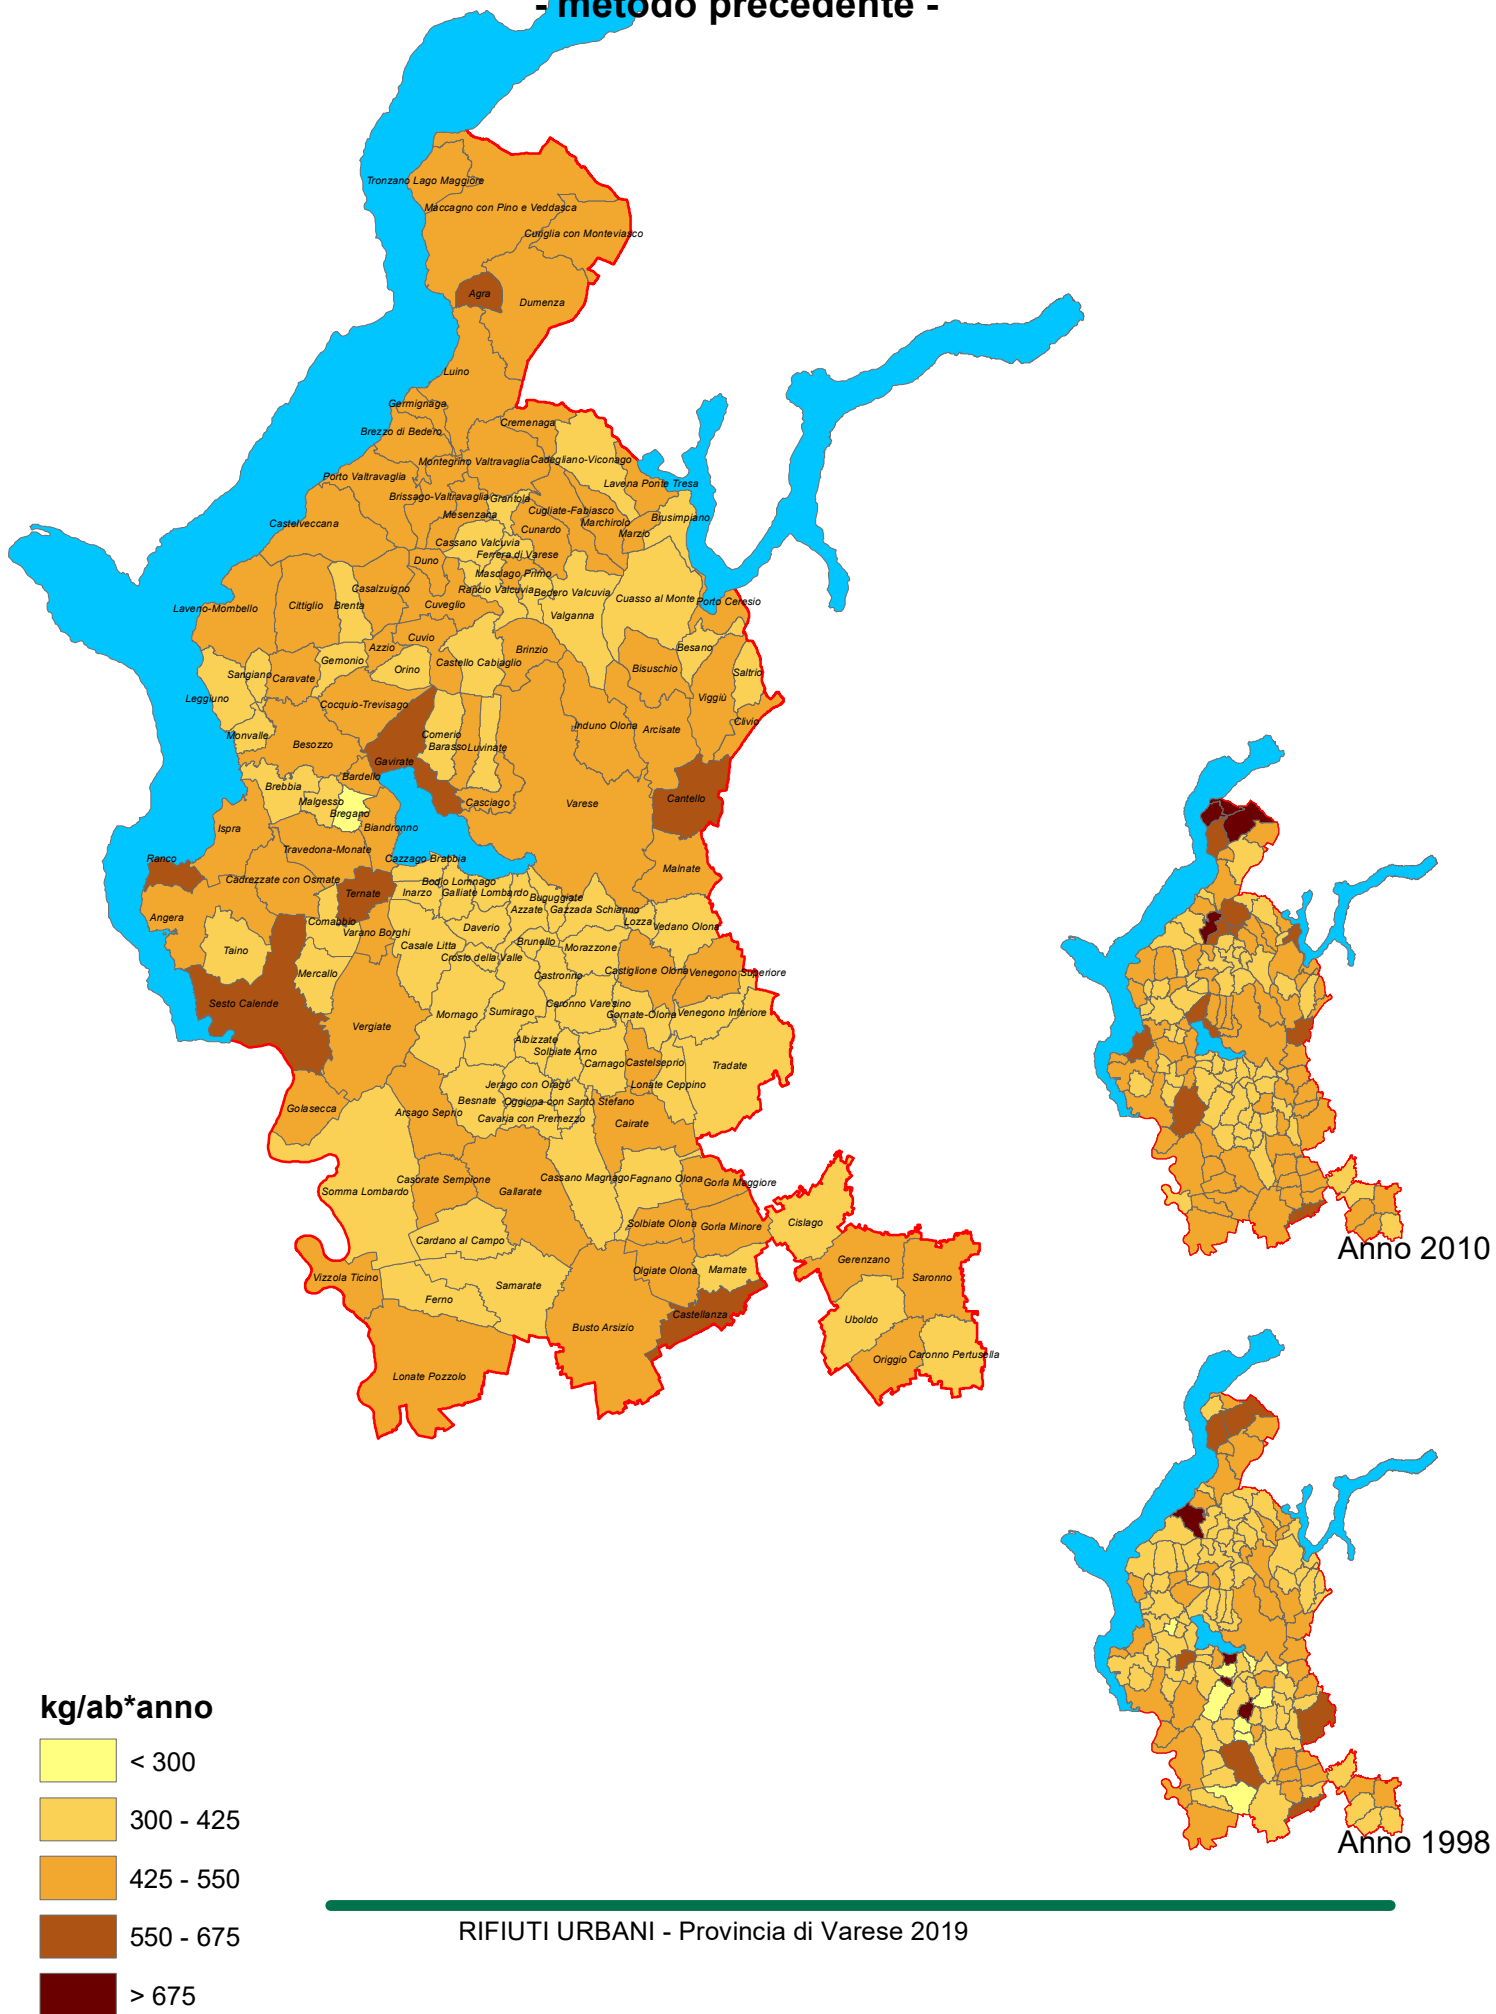 - metodo precedente -
Tronzano Lago Maggiore
Maccagno con Pino e Veddasca
Curiglia con Monteviasco
Agra
Dumenza
Luino
Germignaga
Cremenaga
Brezzo di Bedero
Montegrino Valtravaglia
Cadegliano-Viconago
Porto Valtravaglia
Lavena Ponte Tresa
Brissago-Valtravaglia
Grantola
Cugliate-Fabiasco
Mesenzana
Marchirolo
Brusimpiano
Castelveccana
Cunardo
Marzio
Cassano Valcuvia
Ferrera di Varese
Duno
Masciago Primo
Casalzuigno
Rancio Valcuvia
Bedero Valcuvia
Cuasso al Monte
Porto Ceresio
Laveno-Mombello
Cittiglio
Brenta
Cuveglio
Valganna
Cuvio
Azzio
Brinzio
Besano
Gemonio
Orino
Castello Cabiaglio
Bisuschio
Saltrio
Sangiano
Caravate
Leggiuno
Cocquio-Trevisago
Viggiù
Clivio
Induno Olona
Arcisate
Monvalle
Besozzo
Comerio
Barasso
Luvinate
Gavirate
Bardello
Brebbia
Malgesso
Bregano
Casciago
Varese
Cantello
Ispra
Biandronno
Travedona-Monate
Ranco
Cazzago Brabbia
Malnate
Cadrezzate con Osmate
Ternate
Inarzo
Bodio Lomnago
Galliate Lombardo
Buguggiate
Azzate
Gazzada Schianno
Angera
Comabbio
Varano Borghi
Daverio
Lozza
Vedano Olona
Taino
Casale Litta
Brunello
Morazzone
Crosio della Valle
Mercallo
Castronno
Castiglione Olona
Venegono Superiore
Sesto Calende
Caronno Varesino
Gornate-Olona
Venegono Inferiore
Vergiate
Mornago
Sumirago
Albizzate
Solbiate Arno
Carnago
Castelseprio
Tradate
Jerago con Orago
Lonate Ceppino
Golasecca
Arsago Seprio
Besnate
Oggiona con Santo Stefano
Cavaria con Premezzo
Cairate
Somma Lombardo
Casorate Sempione
Gallarate
Cassano Magnago
Fagnano Olona
Gorla Maggiore
Cardano al Campo
Solbiate Olona
Gorla Minore
Cislago
Vizzola Ticino
Olgiate Olona
Marnate
Gerenzano
Saronno
Ferno
Samarate
Castellanza
Uboldo
Busto Arsizio
Origgio
Caronno Pertusella
Lonate Pozzolo
Anno 2010
Anno 1998
kg/ab*anno
< 300
300 - 425
425 - 550
550 - 675
> 675
RIFIUTI URBANI - Provincia di Varese 2019